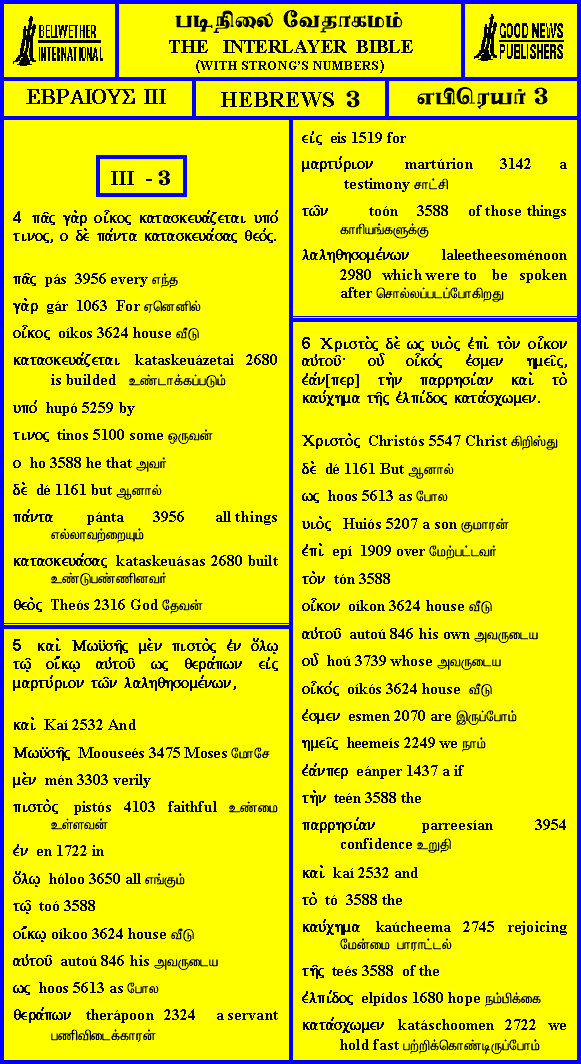 BELLWETHER
INTERNATIONAL
படிநிலை வேதாகமம்
THE INTERLAYER BIBLE
(WITH STRONG'S NUMBERS)
GOOD NEWS
PUBLISHERS
ΕΒΡΑΙΟΥΣ III
HEBREWS 3
எபிரெயர் 3
III - 3
4 πᾶς γὰρ οἶκος κατασκευάζεται υπό
τινος, ο δὲ πάντα κατασκευάσας θεός.
πᾶς pás 3956 every எந்த
γὰρ gár 1063 For ஏனெனில்
οἶκος oíkos 3624 house வீடு
κατασκευάζεται kataskeuázetai 2680
is builded உண்டாக்கப்படும்
υπό hupó 5259 by
τινος tinos 5100 some ஒருவன்
ο ho 3588 he that அவர்
δὲ dé 1161 but ஆனால்
πάντα pánta 3956 all things
எல்லாவற்றையும்
κατασκευάσας kataskeuásas 2680 built
உண்டுபண்ணினவர்
θεὸς Theós 2316 God தேவன்
5 καὶ Μωϋσῆς μὲν πιστὸς ἐν ὅλῳ
τῷ οἴκῳ αὐτοῦ ως θεράπων εἰς
μαρτύριον τῶν λαληθησομένων,
καὶ Kaí 2532 And
Μωϋσῆς Moouseés 3475 Moses மோசே
μὲν mén 3303 verily
πιστὸς pistós 4103 faithful உண்மை
உள்ளவன்
ἐν en 1722 in
ὅλῳ hóloo 3650 all எங்கும்
τῷ toó 3588
οἴκῳ oíkoo 3624 house வீடு
αὐτοῦ autoú 846 his அவருடைய
ως hoos 5613 as போல
θεράπων therápoon 2324 a servant
பணிவிடைக்காரன்
εἰς eis 1519 for
μαρτύριον martúrion 3142 a
testimony சாட்சி
τῶν toón 3588 of those things
காரியங்களுக்கு
λαληθησομένων laleetheesoménoon
2980 which were to be spoken
after சொல்லப்படப்போகிறது
6 Χριστὸς δὲ ως υιὸς ἐπὶ τὸν οἶκον
αὐτοῦ· οὗ οἶκός ἐσμεν ημεῖς,
ἐάν[περ] τὴν παρρησίαν καὶ τὸ
καύχημα τῆς ἐλπίδος κατάσχωμεν.
Χριστὸς Christós 5547 Christ கிறிஸ்து
δὲ dé 1161 But ஆனால்
ως hoos 5613 as போல
υιὸς Huiós 5207 a son குமாரன்
ἐπὶ epí 1909 over மேற்பட்டவர்
τὸν tón 3588
οἶκον oíkon 3624 house வீடு
αὐτοῦ autoú 846 his own அவருடைய
οὗ hoú 3739 whose அவருடைய
οἶκός oíkós 3624 house வீடு
ἐσμεν esmen 2070 are இருப்போம்
ημεῖς heemeís 2249 we நாம்
ἐάνπερ eánper 1437 a if
τὴν teén 3588 the
παρρησίαν parreesían 3954
confidence உறுதி
καὶ kaí 2532 and
τὸ tó 3588 the
καύχημα kaúcheema 2745 rejoicing
மேன்மை பாராட்டல்
τῆς teés 3588 of the
ἐλπίδος elpídos 1680 hope நம்பிக்கை
κατάσχωμεν katáschoomen 2722 we
hold fast பற்றிக்கொண்டிருப்போம்